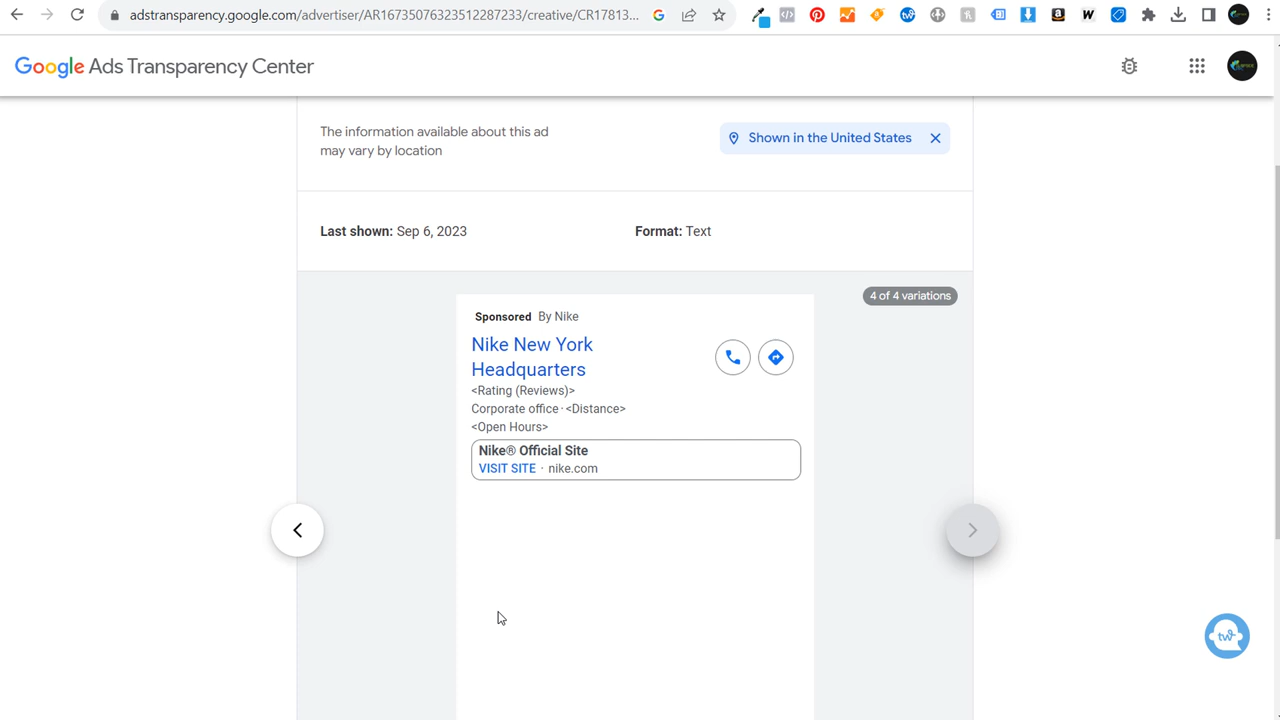 adstransparency.google.com/advertiser/AR16735076323512287233/creative/CR17813...
Google Ads Transparency Center
The information available about this ad
may vary by location
Shown in the United States
Last shown: Sep 6, 2023
Format: Text
4 of 4 variations
Sponsored By Nike
Nike New York
Headquarters
<Rating (Reviews)>
Corporate office · <Distance>
<Open Hours>
Nike® Official Site
VISIT SITE · nike.com